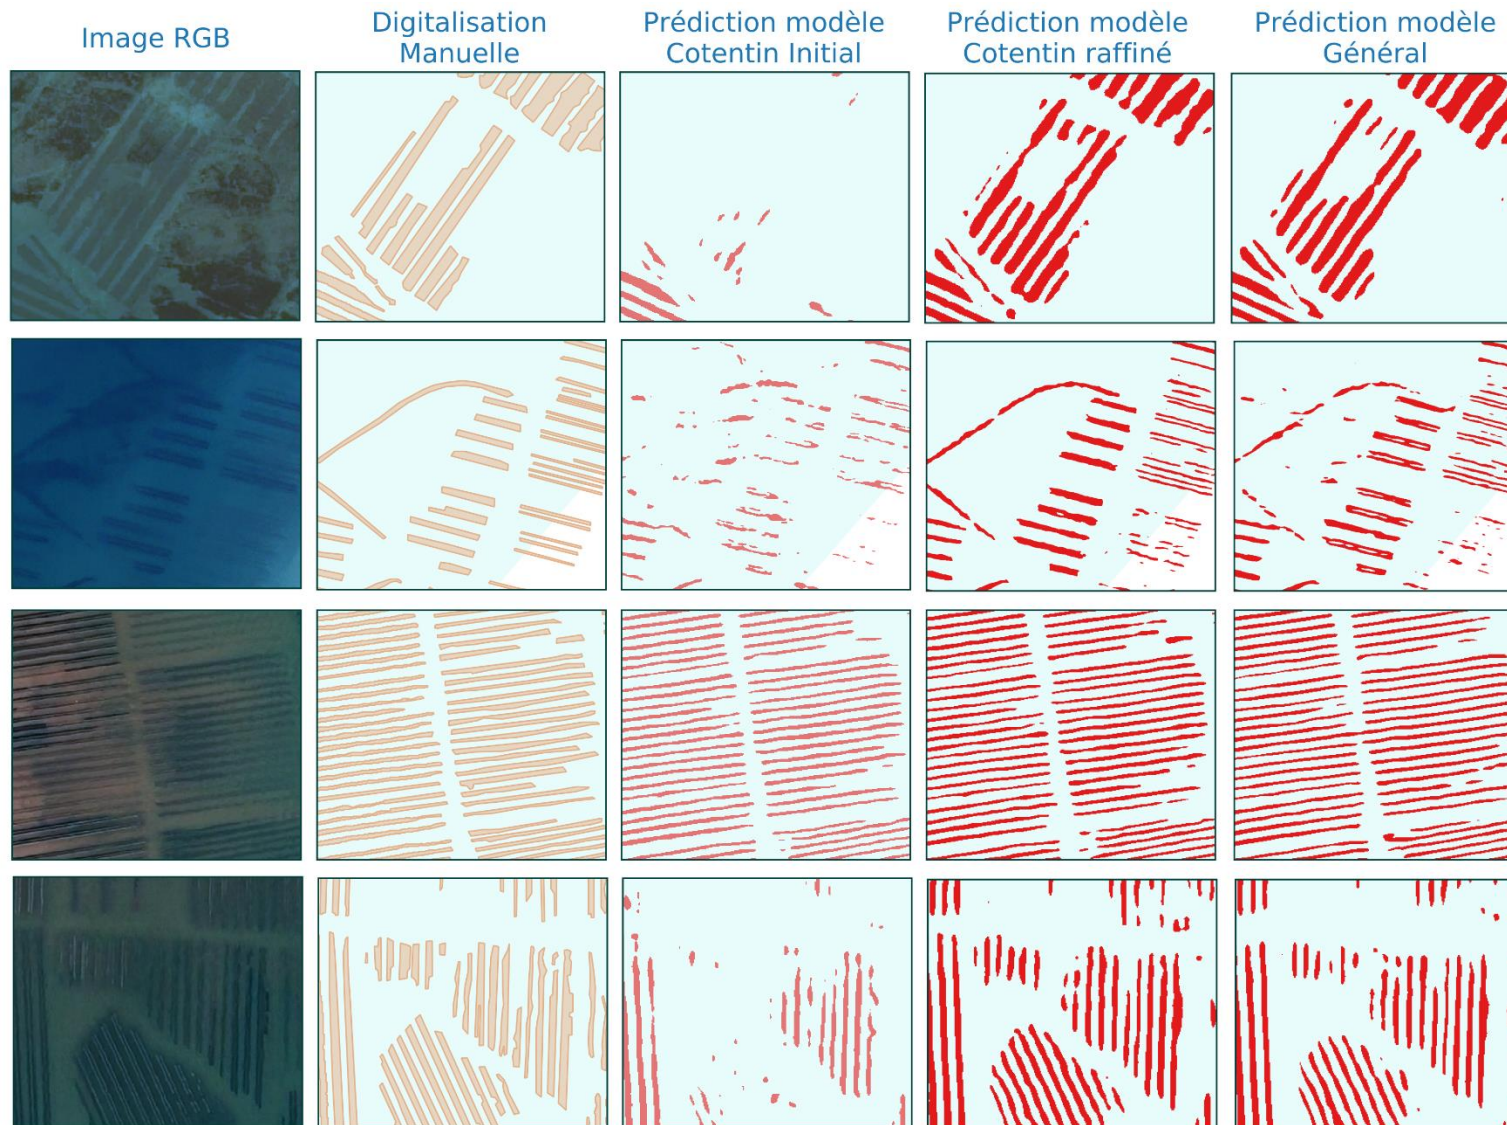 Image RGB
Digitalisation
Manuelle
Prédiction modèle
Cotentin Initial
Prédiction modèle
Cotentin raffiné
Prédiction modèle
Général